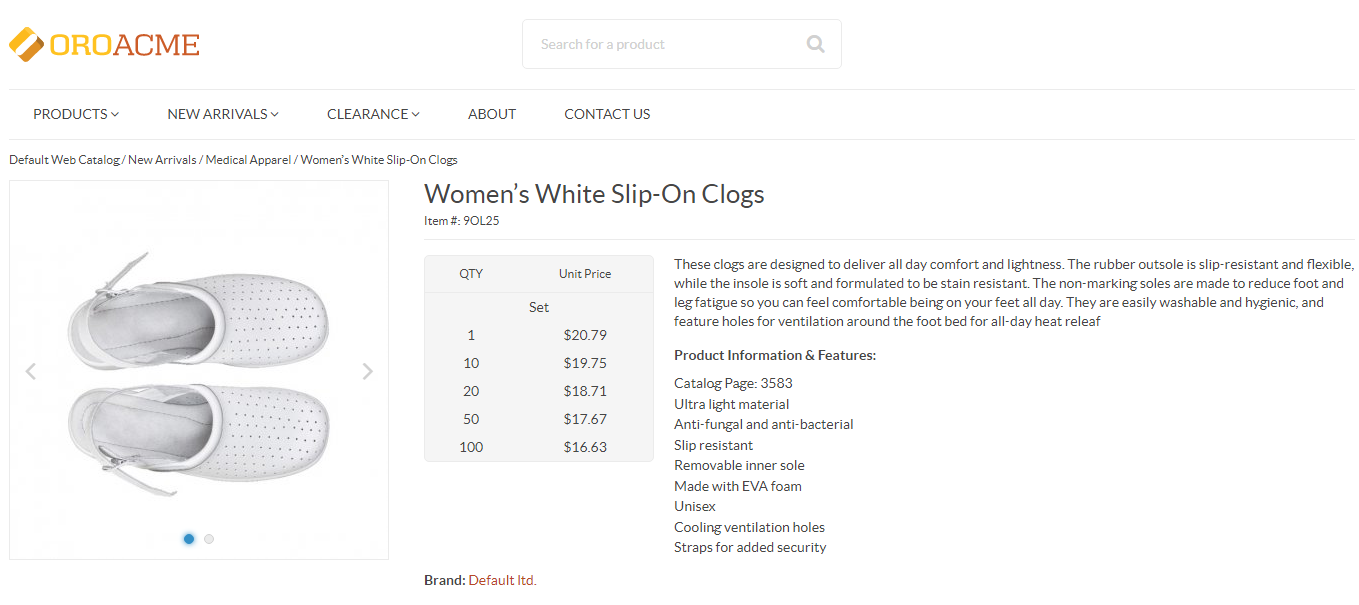 OROACME
Search for a product
PRODUCTS NEW ARRIVALS CLEARANCE ABOUT CONTACT US
Default Web Catalog / New Arrivals / Medical Apparel / Women's White Slip-On Clogs
Women's White Slip-On Clogs
Item #: 9OL25
QTY Unit Price
Set
1 $20.79
10 $19.75
20 $18.71
50 $17.67
100 $16.63
These clogs are designed to deliver all day comfort and lightness. The rubber outsole is slip-resistant and flexible,
while the insole is soft and formulated to be stain resistant. The non-marking soles are made to reduce foot and
leg fatigue so you can feel comfortable being on your feet all day. They are easily washable and hygienic, and
feature holes for ventilation around the foot bed for all-day heat releaf
Product Information & Features:
Catalog Page: 3583
Ultra light material
Anti-fungal and anti-bacterial
Slip resistant
Removable inner sole
Made with EVA foam
Unisex
Cooling ventilation holes
Straps for added security
Brand: Default ltd.